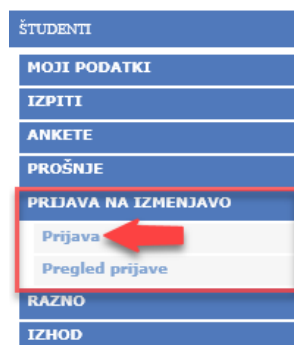 ŠTUDENTI
MOJI PODATKI
IZPITI
ANKETE
PROŠNJE
PRIJAVA NA IZMENJAVO
Prijava
Pregled prijave
RAZNO
IZHOD